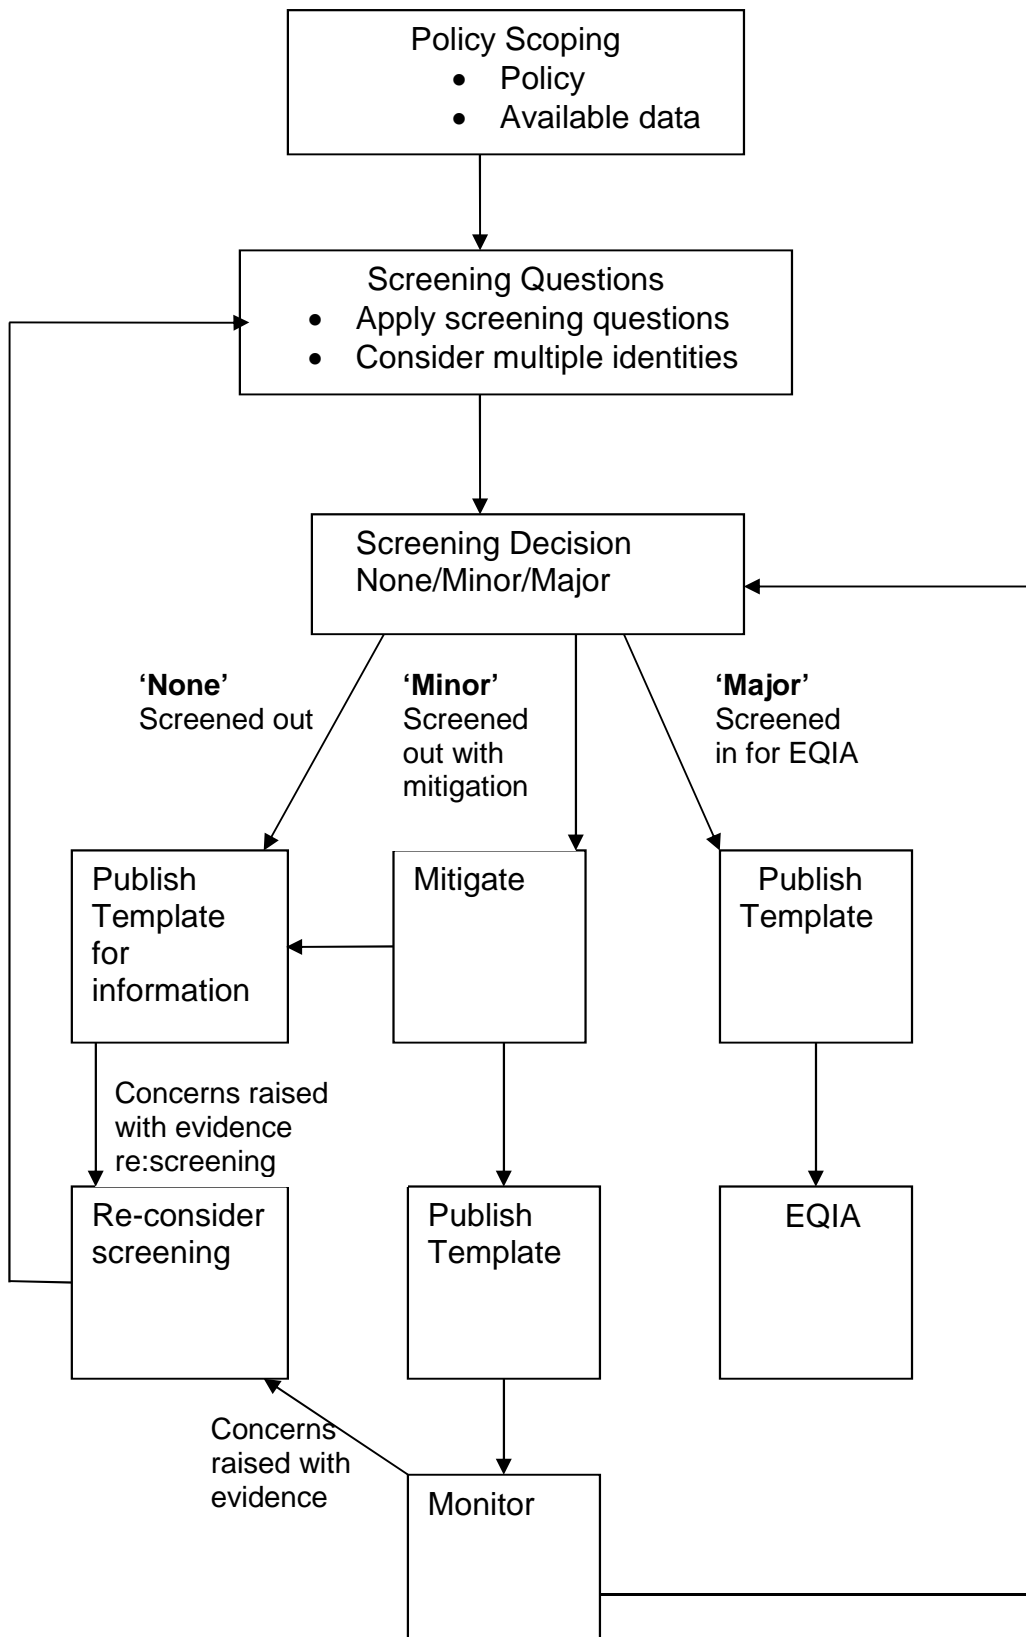 Policy Scoping
• Policy
• Available data
Screening Questions
• Apply screening questions
• Consider multiple identities
Screening Decision
None/Minor/Major
‘None’
Screened out
‘Minor’
Screened
out with
mitigation
‘Major’
Screened
in for EQIA
Publish
Template
for
information
Mitigate
Publish
Template
Concerns raised
with evidence
re:screening
Re-consider
screening
Publish
Template
EQIA
Concerns
raised with
evidence
Monitor